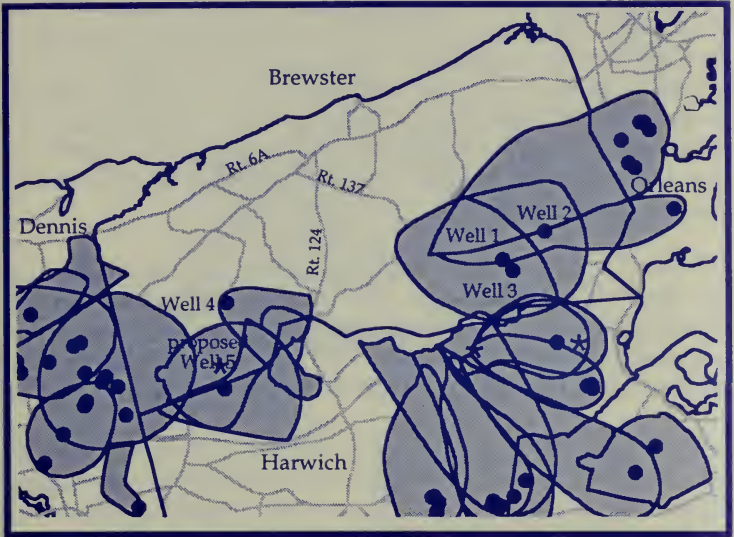 Brewster
Rt. 6A
Rt. 137
Orleans
Dennis
Well 2
Well 1
Rt. 124
Well 3
Well 4
proposed
Well 5
Harwich